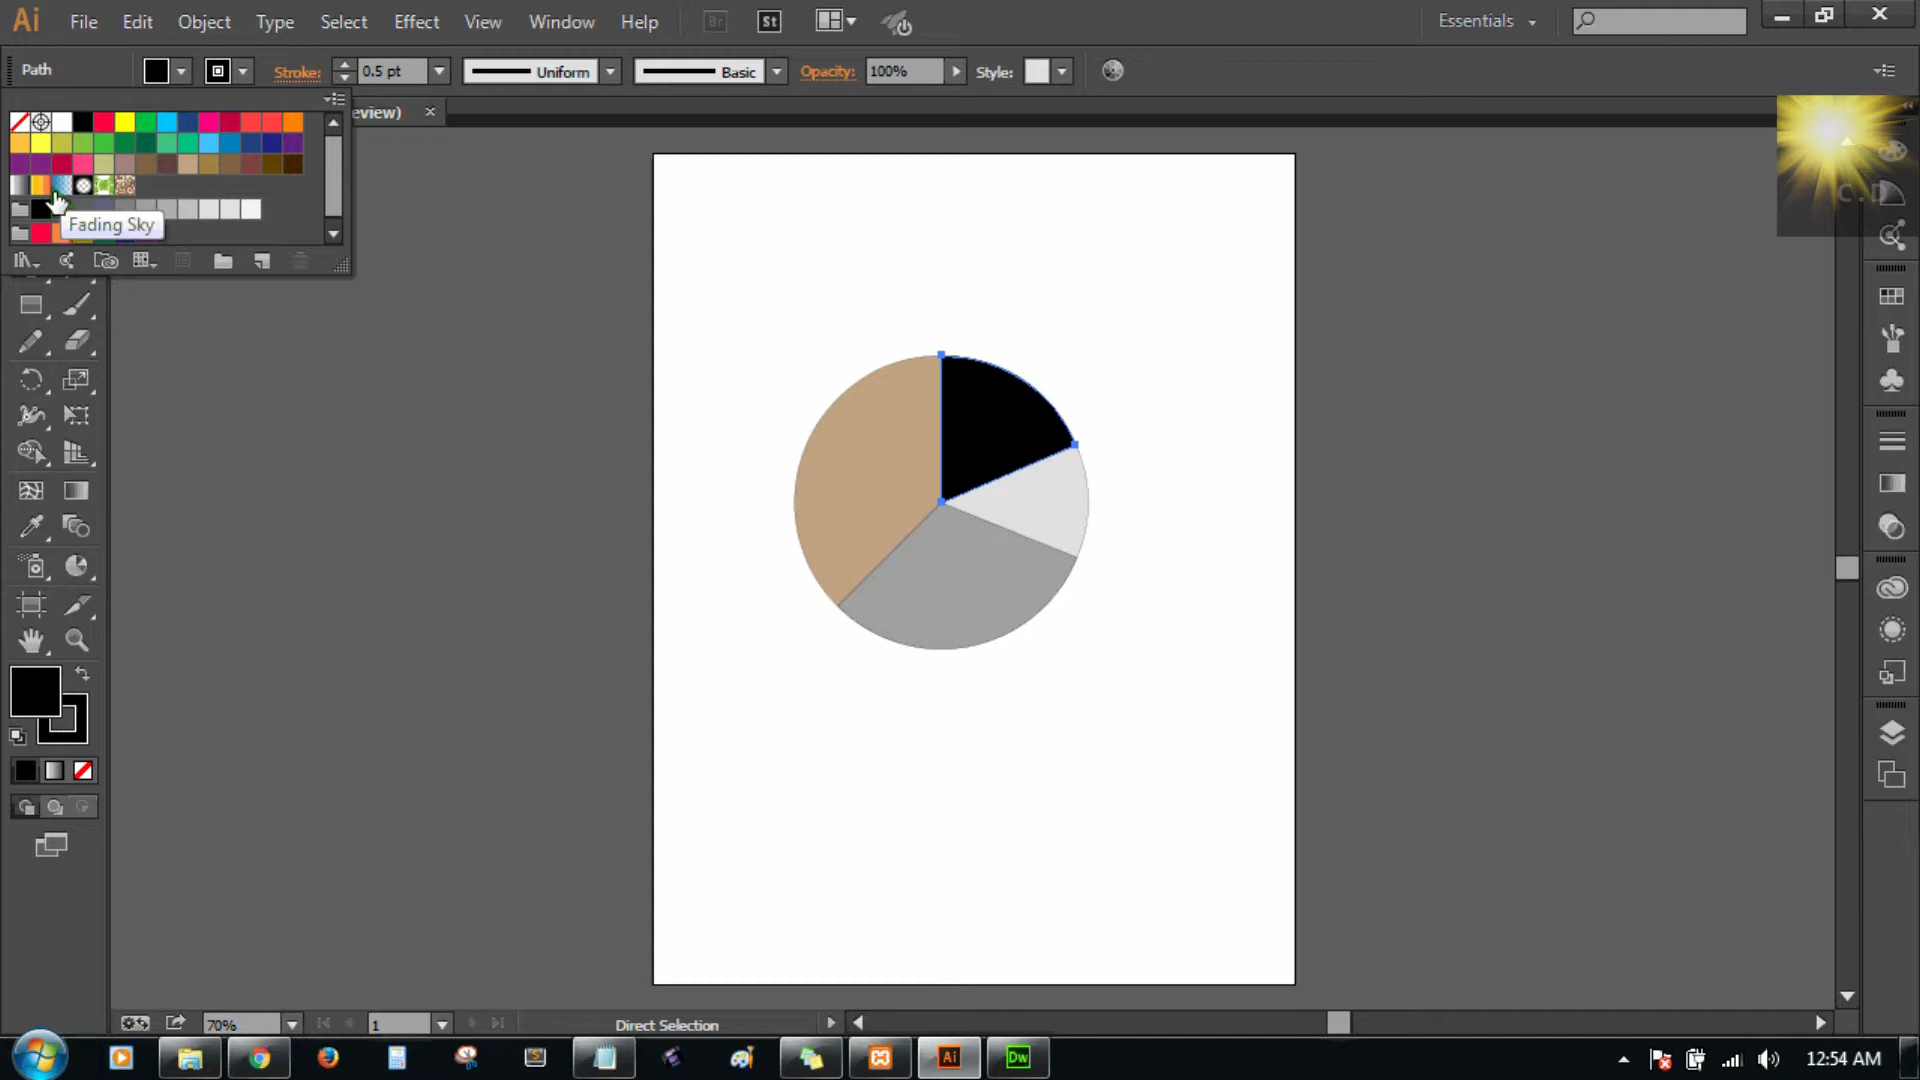 Ai File Edit Object Type Select Effect View Window Help Br St Essentials
Path Stroke: 0.5 pt Uniform Basic Opacity: 100% Style:
eview)
C.D
Fading Sky
70% 1 Direct Selection
S Ai Dw 12:54 AM